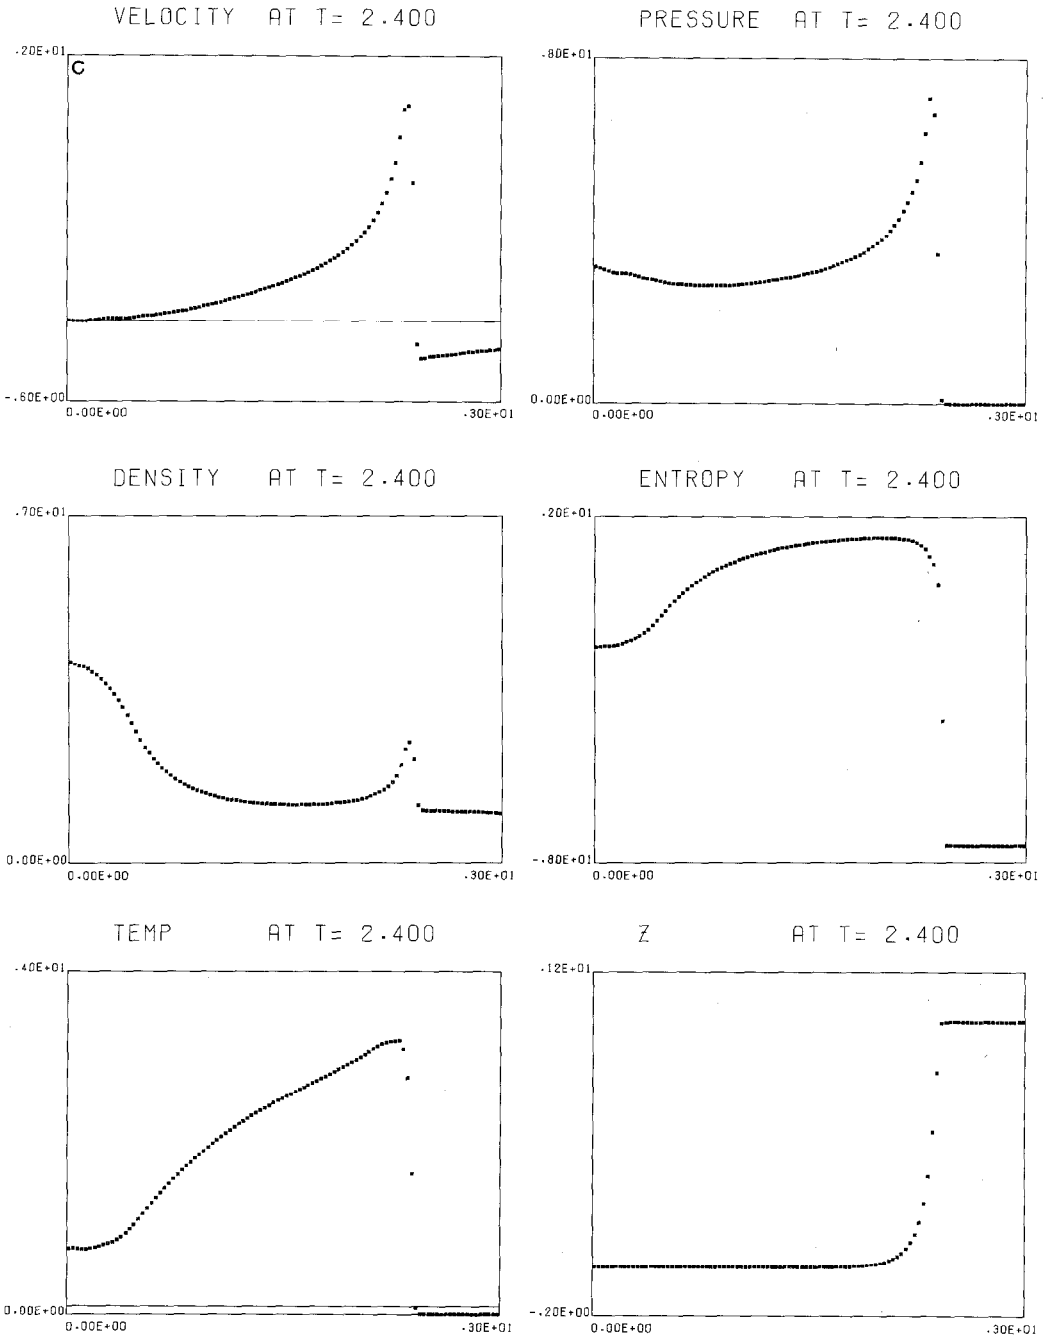 VELOCITY AT T= 2.400
.20E+01
C
-.60E+00
0.00E+00
.30E+01
PRESSURE AT T= 2.400
.80E+01
0.00E+00
0.00E+00
.30E+01
DENSITY AT T= 2.400
.70E+01
0.00E+00
0.00E+00
.30E+01
ENTROPY AT T= 2.400
.20E+01
-.80E+01
0.00E+00
.30E+01
TEMP AT T= 2.400
.40E+01
0.00E+00
0.00E+00
.30E+01
Z AT T= 2.400
.12E+01
-.20E+00
0.00E+00
.30E+01